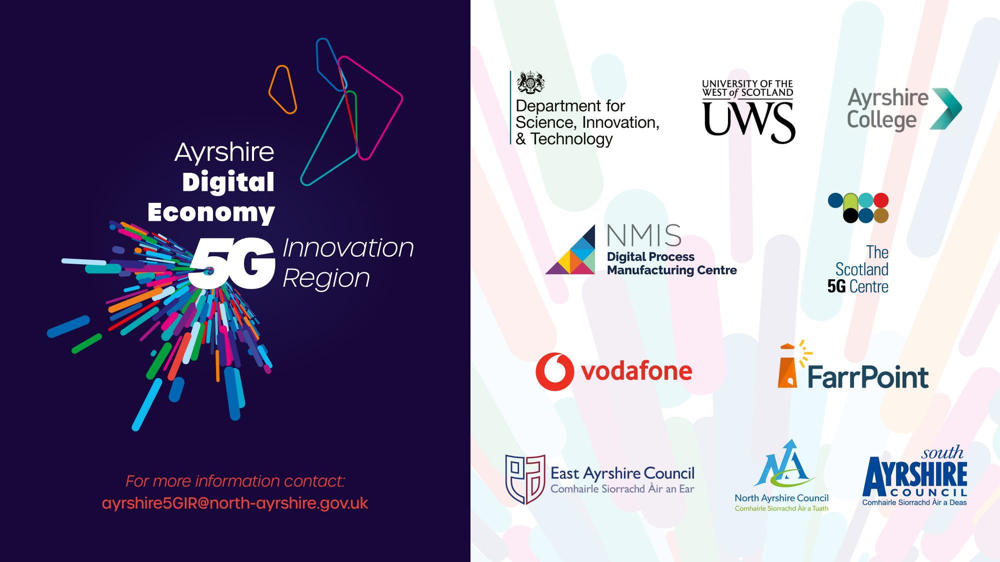 Ayrshire
Digital
Economy
5G Innovation
Region
For more information contact:
ayrshire5GIR@north-ayrshire.gov.uk
Department for
Science, Innovation,
& Technology
UNIVERSITY OF THE
WEST of SCOTLAND
UWS
Ayrshire
College
NMIS
Digital Process
Manufacturing Centre
The
Scotland
5G Centre
vodafone
FarrPoint
East Ayrshire Council
Comhairle Siorrachd Àir an Ear
NA
North Ayrshire Council
Comhairle Siorrachd Àir a Tuath
south
AYRSHIRE
COUNCIL
Comhairle Siorrachd Àir a Deas